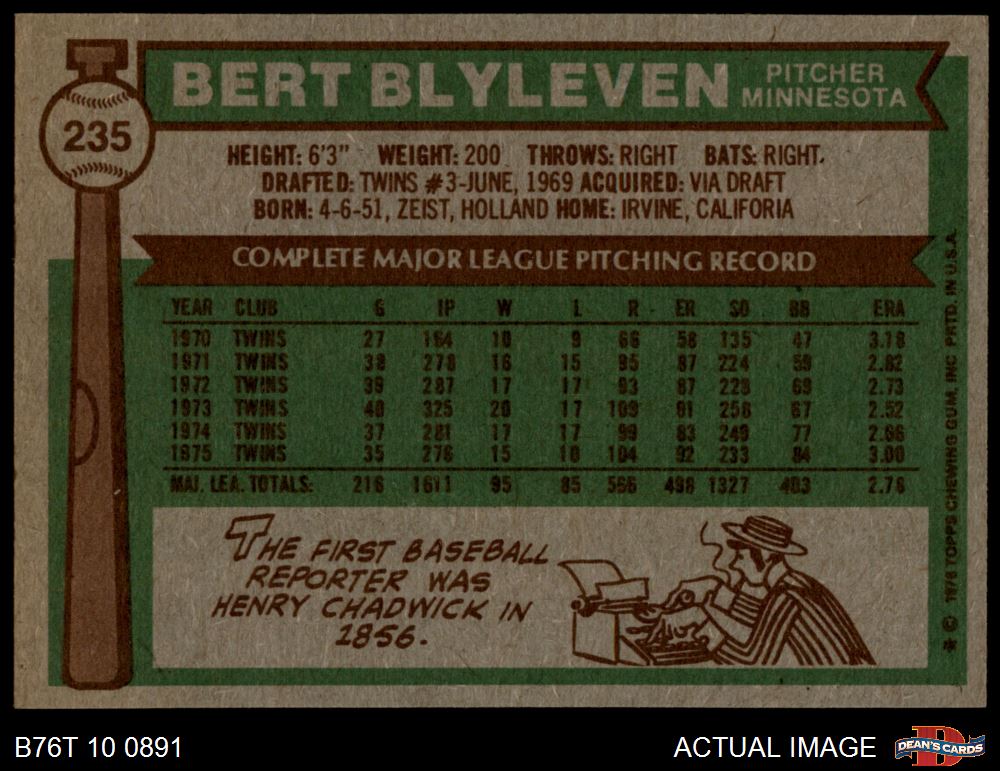 BERT BLYLEVEN PITCHER MINNESOTA
235
HEIGHT: 6'3" WEIGHT: 200 THROWS: RIGHT BATS: RIGHT.
DRAFTED: TWINS #3-JUNE, 1969 ACQUIRED: VIA DRAFT
BORN: 4-6-51, ZEIST, HOLLAND HOME: IRVINE, CALIFORIA
COMPLETE MAJOR LEAGUE PITCHING RECORD
YEAR CLUB G IP W L R ER SO BB ERA
1970 TWINS 27 164 10 9 66 58 135 47 3.18
1971 TWINS 38 278 16 15 95 87 224 59 2.82
1972 TWINS 39 287 17 17 93 87 228 69 2.73
1973 TWINS 40 325 20 17 109 91 258 67 2.52
1974 TWINS 37 281 17 17 99 83 249 77 2.66
1975 TWINS 35 276 15 10 104 92 233 84 3.00
MAJ. LEA. TOTALS: 216 1611 95 85 566 498 1327 403 2.78
THE FIRST BASEBALL
REPORTER WAS
HENRY CHADWICK IN
1856.
* © 1976 TOPPS CHEWING GUM, INC PRTD. IN U.S.A.
B76T 10 0891
ACTUAL IMAGE
DEAN'S CARDS